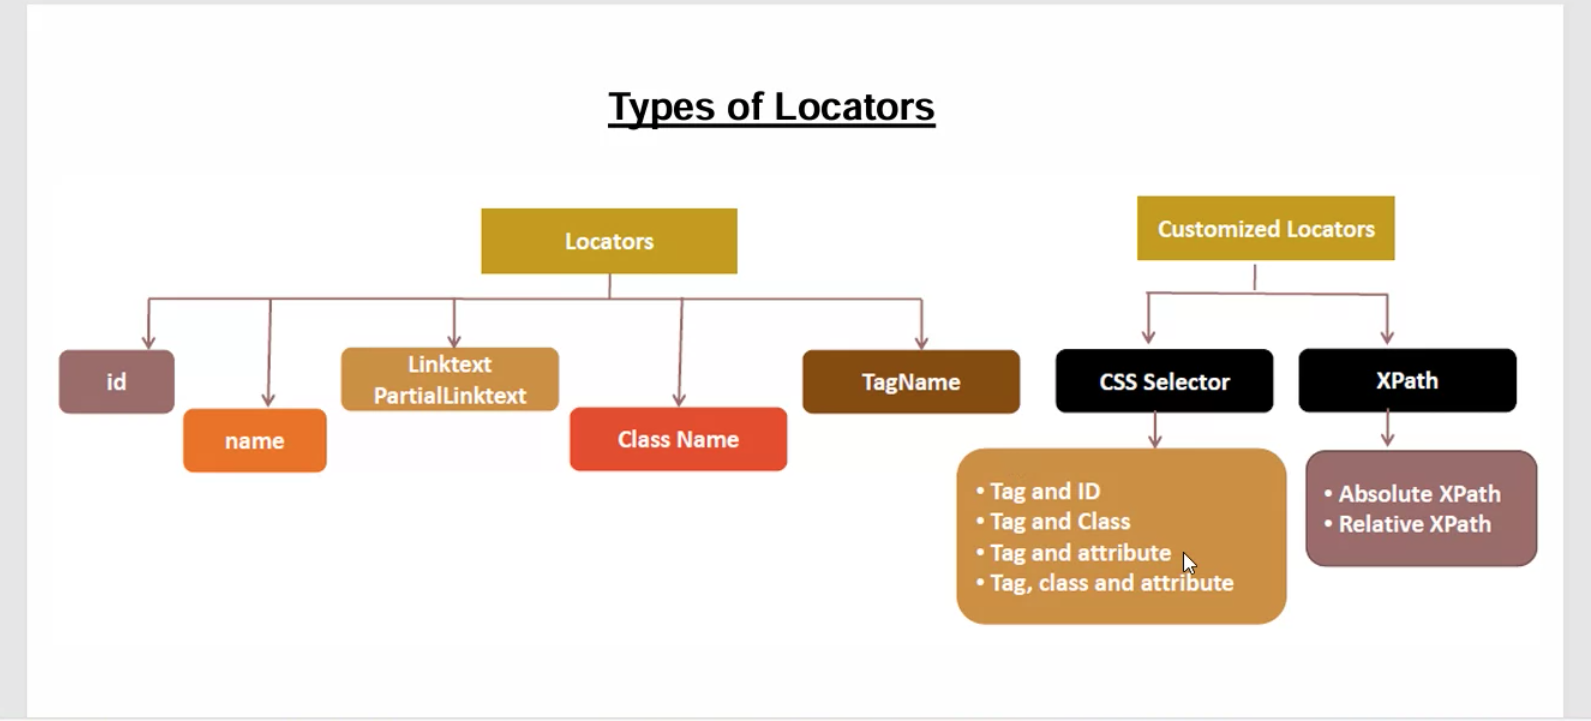 Types of Locators
Locators
id
name
Linktext
PartialLinktext
Class Name
TagName
Customized Locators
CSS Selector
XPath
• Tag and ID
• Tag and Class
• Tag and attribute
• Tag, class and attribute
• Absolute XPath
• Relative XPath